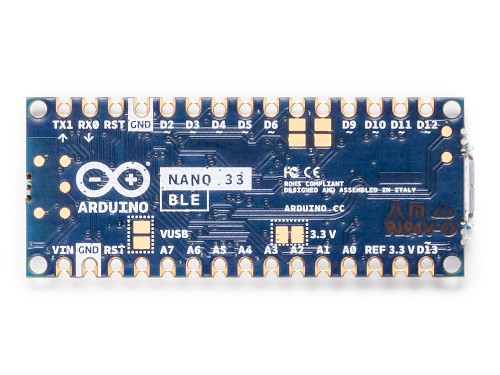 TX1 RX0 RST GND D2 D3 D4 D5 D6 D9 D10 D11 D12
~ ~ ~ ~ ~ ~ ~ ~ ~
NANO 33
BLE
ARDUINO
FC CE
ROHS COMPLIANT
DESIGNED AND ASSEMBLED IN ITALY
ARDUINO.CC
VUSB
3.3 V
VIN GND RST A7 A6 A5 A4 A3 A2 A1 A0 REF 3.3 V D13